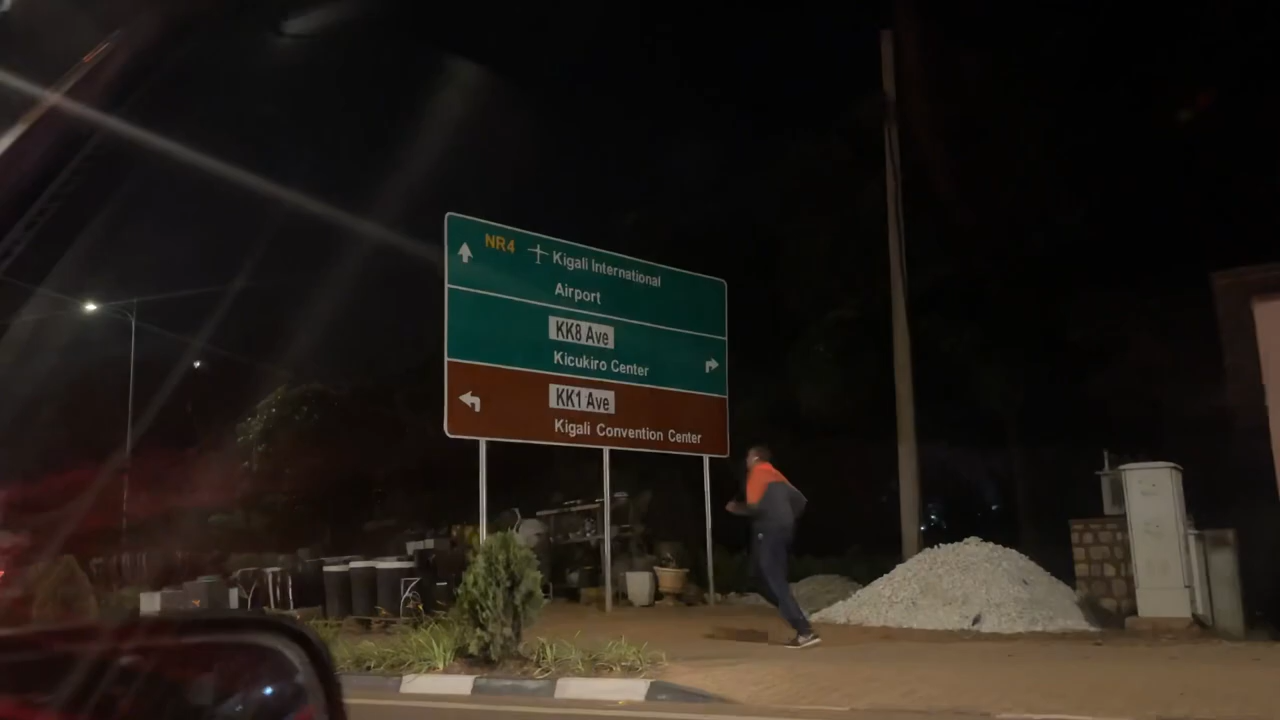 NR4 Kigali International
Airport
KK8 Ave
Kicukiro Center
KK1 Ave
Kigali Convention Center